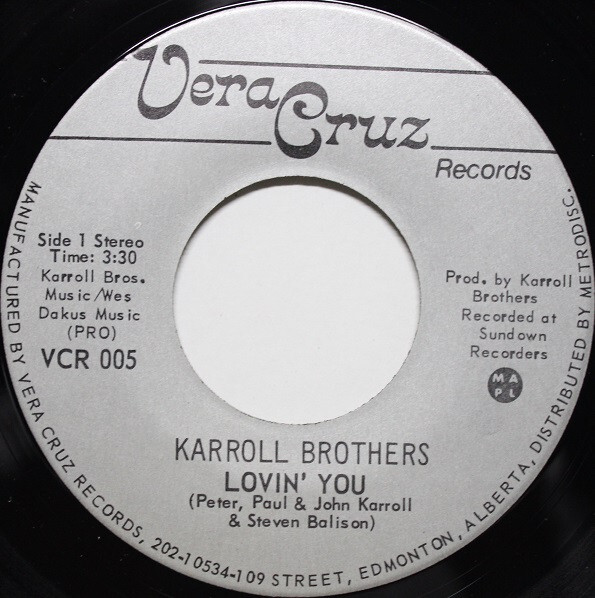 Vera Cruz
Records
Side 1 Stereo
Time: 3:30
Karroll Bros.
Music/Wes
Dakus Music
(PRO)
VCR 005
Prod. by Karroll
Brothers
Recorded at
Sundown
Recorders
M A
P L
KARROLL BROTHERS
LOVIN' YOU
(Peter, Paul & John Karroll
& Steven Balison)
MANUFACTURED BY VERA CRUZ RECORDS, 202-10534-109 STREET, EDMONTON, ALBERTA, DISTRIBUTED BY METRODISC.